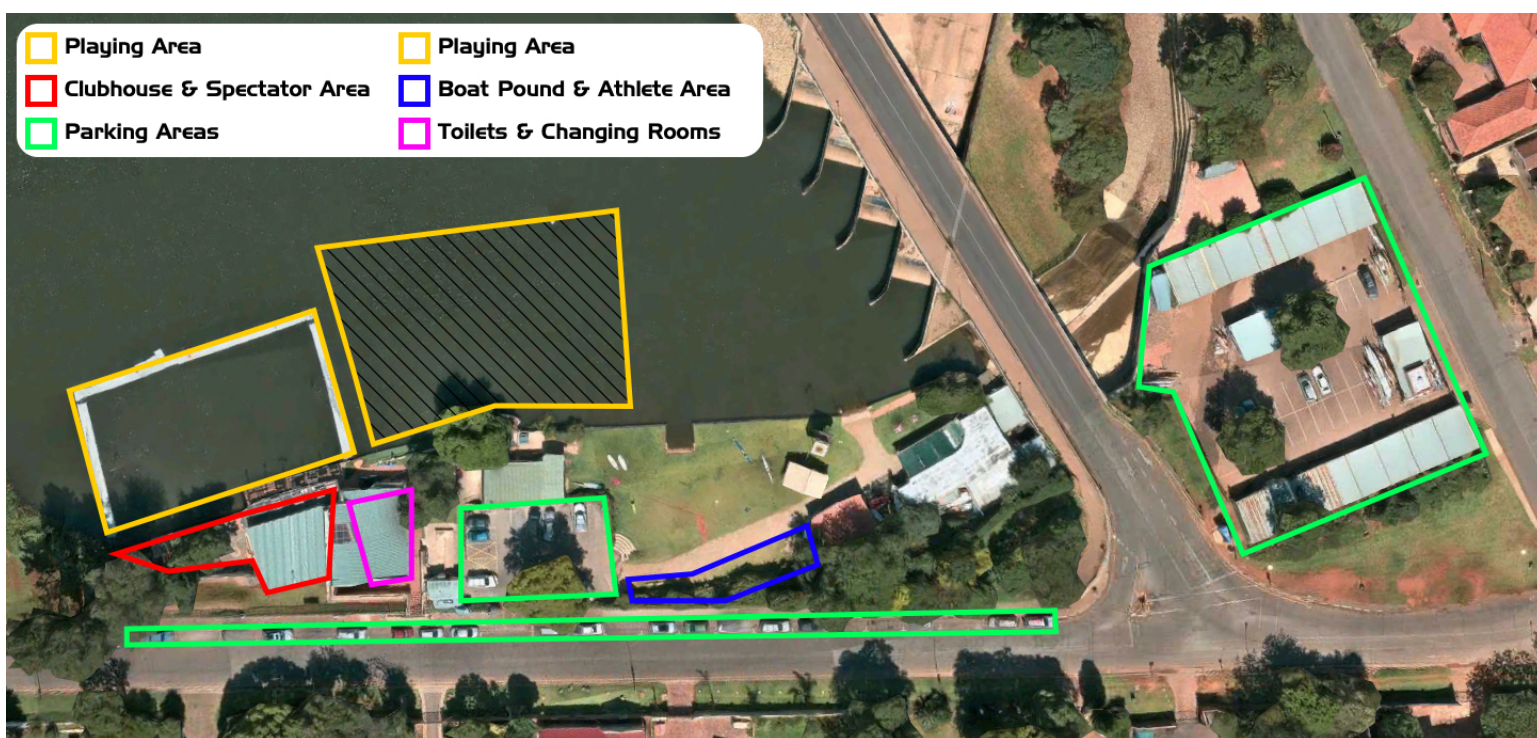 Playing Area
Clubhouse & Spectator Area
Parking Areas
Playing Area
Boat Pound & Athlete Area
Toilets & Changing Rooms